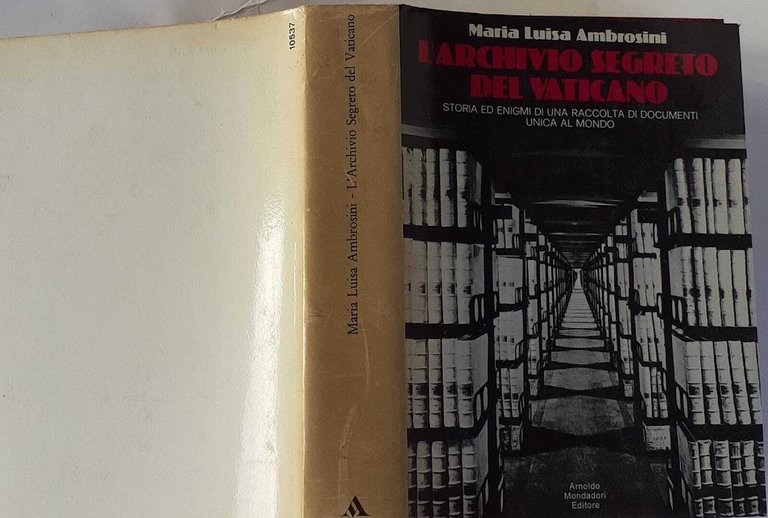 10537
Maria Luisa Ambrosini - L'Archivio Segreto del Vaticano
Maria Luisa Ambrosini
L'ARCHIVIO SEGRETO
DEL VATICANO
STORIA ED ENIGMI DI UNA RACCOLTA DI DOCUMENTI
UNICA AL MONDO
Arnoldo
Mondadori
Editore